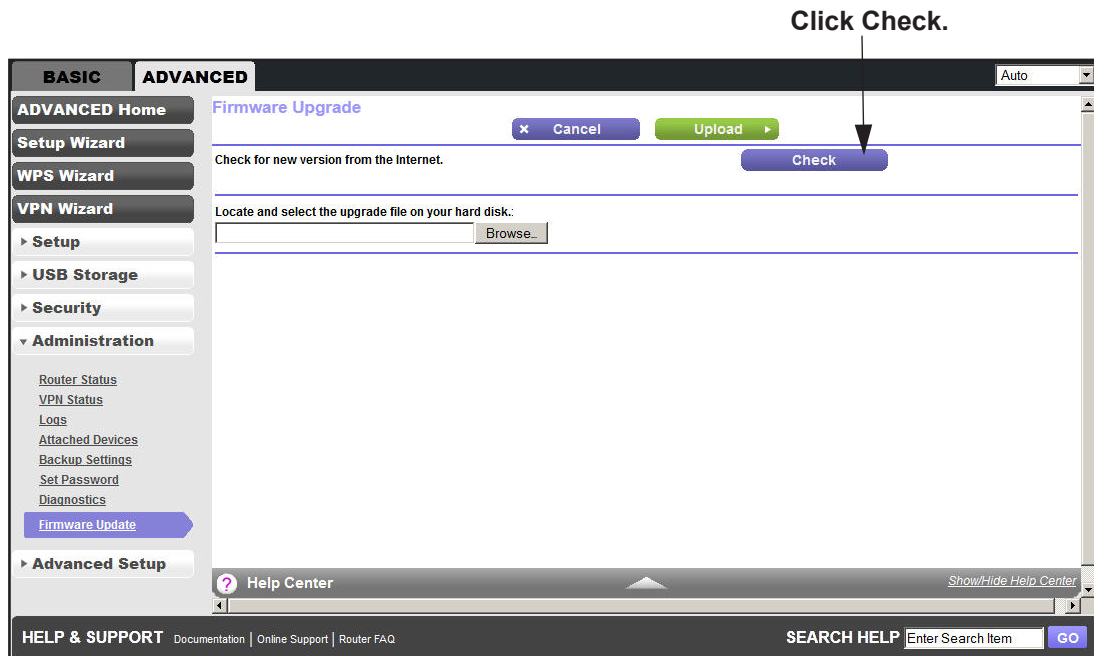 Click Check.
BASIC
ADVANCED
Auto
ADVANCED Home
Setup Wizard
WPS Wizard
VPN Wizard
Setup
USB Storage
Security
Administration
Router Status
VPN Status
Logs
Attached Devices
Backup Settings
Set Password
Diagnostics
Firmware Update
Advanced Setup
Firmware Upgrade
× Cancel
Upload
Check for new version from the Internet.
Check
Locate and select the upgrade file on your hard disk.:
Browse...
? Help Center
Show/Hide Help Center
HELP & SUPPORT Documentation | Online Support | Router FAQ
SEARCH HELP Enter Search Item GO